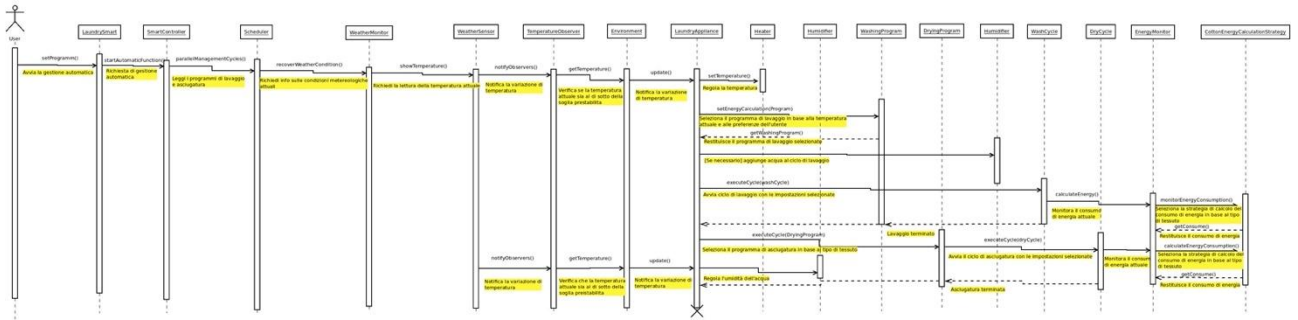 User
LaundrySmart
SmartController
Scheduler
WeatherMonitor
WeatherSensor
TemperatureObserver
Environment
LaundryAppliance
Heater
Humidifier
WashingProgram
DryingProgram
Humidifier
WashCycle
DryCycle
EnergyMonitor
CottonEnergyCalculationStrategy
setProgramm()
Avvia la gestione automatica
startAutomaticFunction()
Richiesta di gestione
automatica
parallelManagementCycles()
Leggi i programmi di lavaggio
e asciugatura
recoverWeatherCondition()
Richiedi info sulle condizioni metereologiche
attuali
showTemperature()
Richiedi la lettura della temperatura attuale
notifyObservers()
Notifica la variazione di
temperatura
getTemperature()
Verifica se la temperatura
attuale sia al di sotto della
soglia prestabilita
update()
Notifica la variazione
di temperatura
setTemperature()
Regola la temperatura
setEnergyCalculation(Program)
Seleziona il programma di lavaggio in base alla temperatura
attuale e alle preferenze dell'utente
getWashingProgram()
Restituisce il programma di lavaggio selezionato
[Se necessario] aggiunge acqua al ciclo di lavaggio
executeCycle(washCycle)
Avvia ciclo di lavaggio con le impostazioni selezionate
calculateEnergy()
Monitora il consumo
di energia attuale
monitorEnergyConsumption()
Seleziona la strategia di calcolo del
consumo di energia in base al tipo
di tessuto
getConsume()
Restituisce il consumo di energia
Lavaggio terminato
executeCycle(DryingProgram)
Seleziona il programma di asciugatura in base al tipo di tessuto
executeCycle(dryCycle)
Avvia il ciclo di asciugatura con le impostazioni selezionate
Monitora il consumo
di energia attuale
calculateEnergyConsumption()
Seleziona la strategia di calcolo del
consumo di energia in base al tipo
di tessuto
getConsume()
Restituisce il consumo di energia
notifyObservers()
Notifica la variazione di
temperatura
getTemperature()
Verifica che la temperatura
attuale sia al di sotto della
soglia prestabilita
update()
Notifica la variazione di
temperatura
Regola l'umidità dell'acqua
Asciugatura terminata